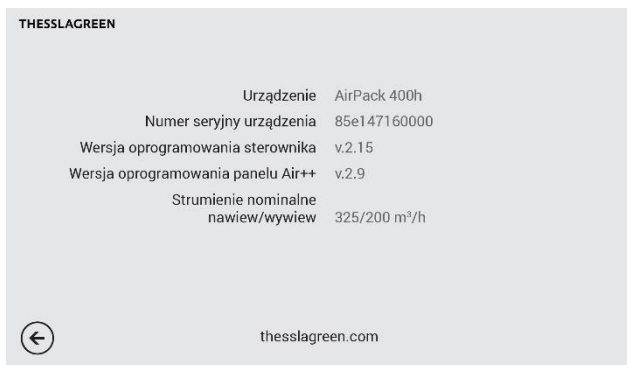 THESSLAGREEN
Urządzenie AirPack 400h
Numer seryjny urządzenia 85e147160000
Wersja oprogramowania sterownika v.2.15
Wersja oprogramowania panelu Air++ v.2.9
Strumienie nominalne
nawiew/wywiew 325/200 m³/h
thesslagreen.com